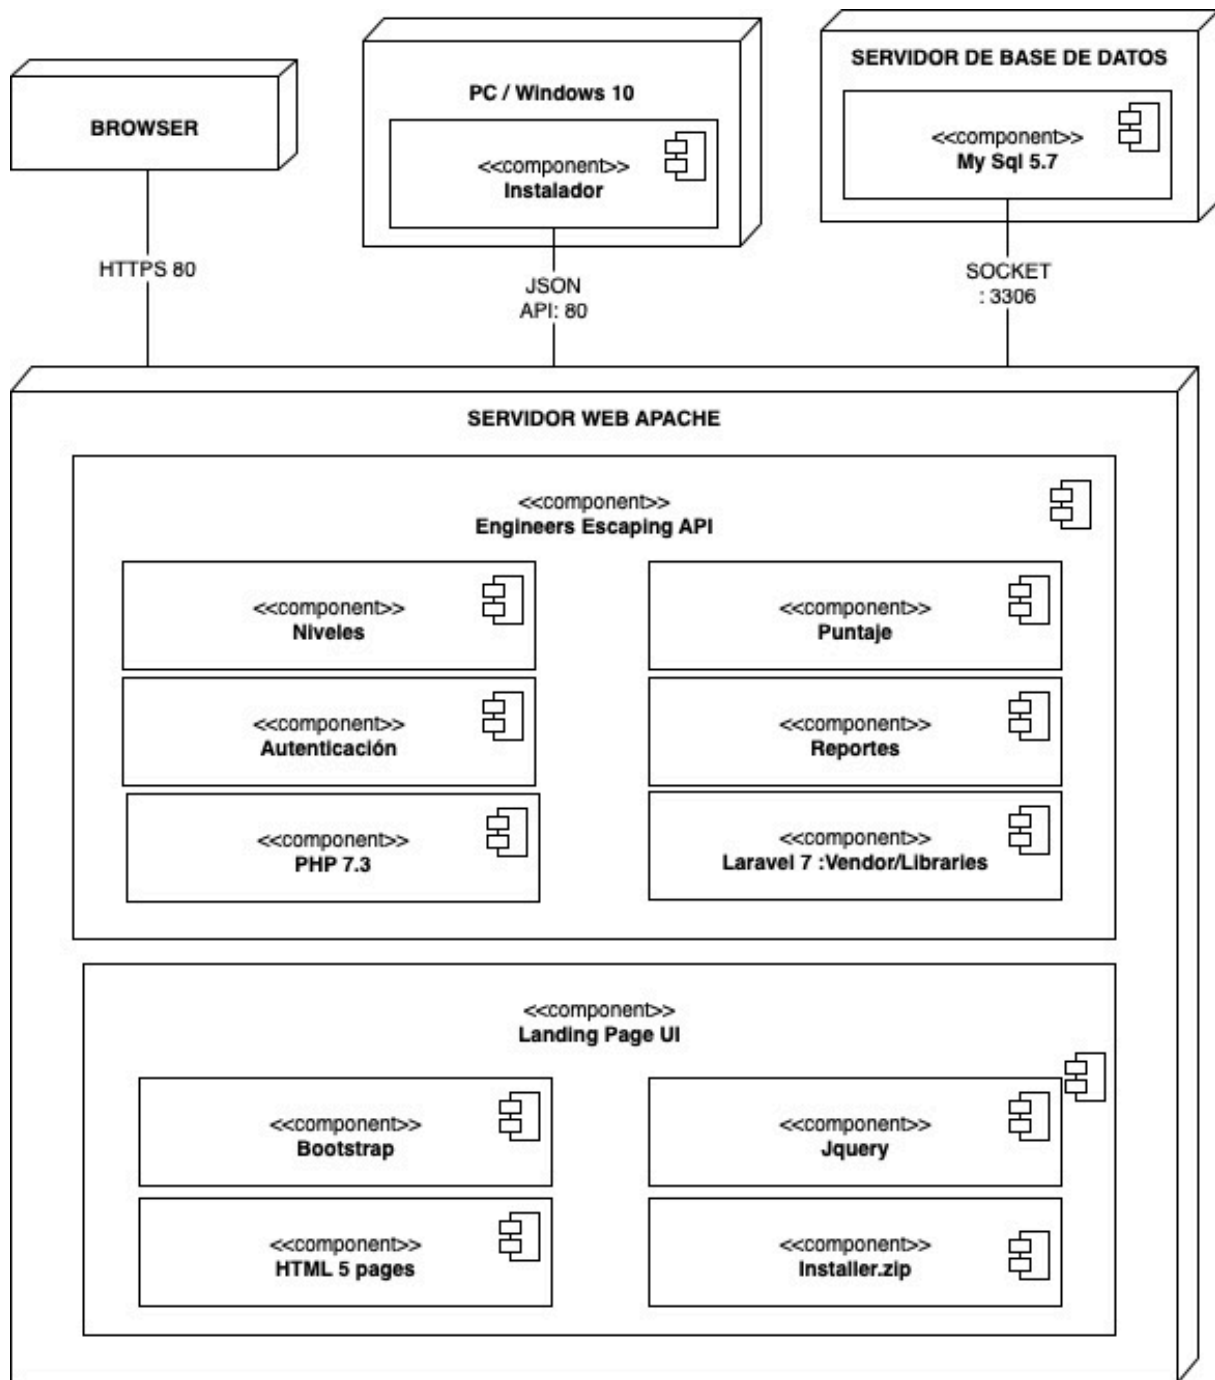 BROWSER
HTTPS 80
PC / Windows 10
<<component>>
Instalador
JSON
API: 80
SERVIDOR DE BASE DE DATOS
<<component>>
My Sql 5.7
SOCKET
: 3306
SERVIDOR WEB APACHE
<<component>>
Engineers Escaping API
<<component>>
Niveles
<<component>>
Puntaje
<<component>>
Autenticación
<<component>>
Reportes
<<component>>
PHP 7.3
<<component>>
Laravel 7 :Vendor/Libraries
<<component>>
Landing Page UI
<<component>>
Bootstrap
<<component>>
Jquery
<<component>>
HTML 5 pages
<<component>>
Installer.zip